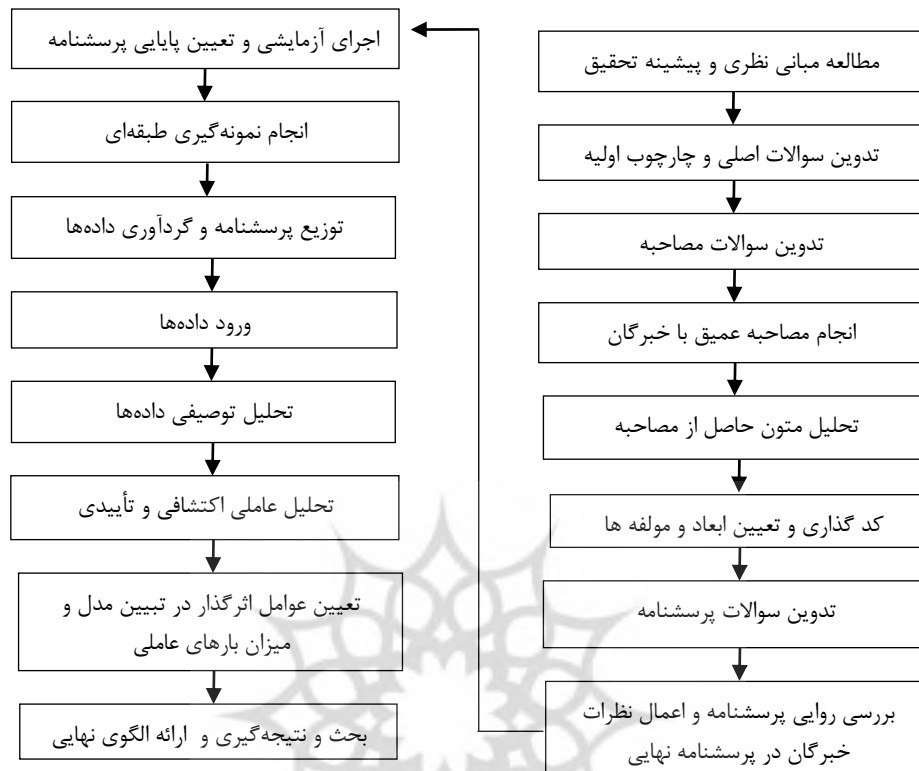 مطالعه مبانی نظری و پیشینه تحقیق
تدوین سوالات اصلی و چارچوب اولیه
تدوین سوالات مصاحبه
انجام مصاحبه عمیق با خبرگان
تحلیل متون حاصل از مصاحبه
کد گذاری و تعیین ابعاد و مولفه ها
تدوین سوالات پرسشنامه
بررسی روایی پرسشنامه و اعمال نظرات
خبرگان در پرسشنامه نهایی
اجرای آزمایشی و تعیین پایایی پرسشنامه
انجام نمونه‌گیری طبقه‌ای
توزیع پرسشنامه و گردآوری داده‌ها
ورود داده‌ها
تحلیل توصیفی داده‌ها
تحلیل عاملی اکتشافی و تأییدی
تعیین عوامل اثرگذار در تبیین مدل و
میزان بارهای عاملی
بحث و نتیجه‌گیری و ارائه الگوی نهایی